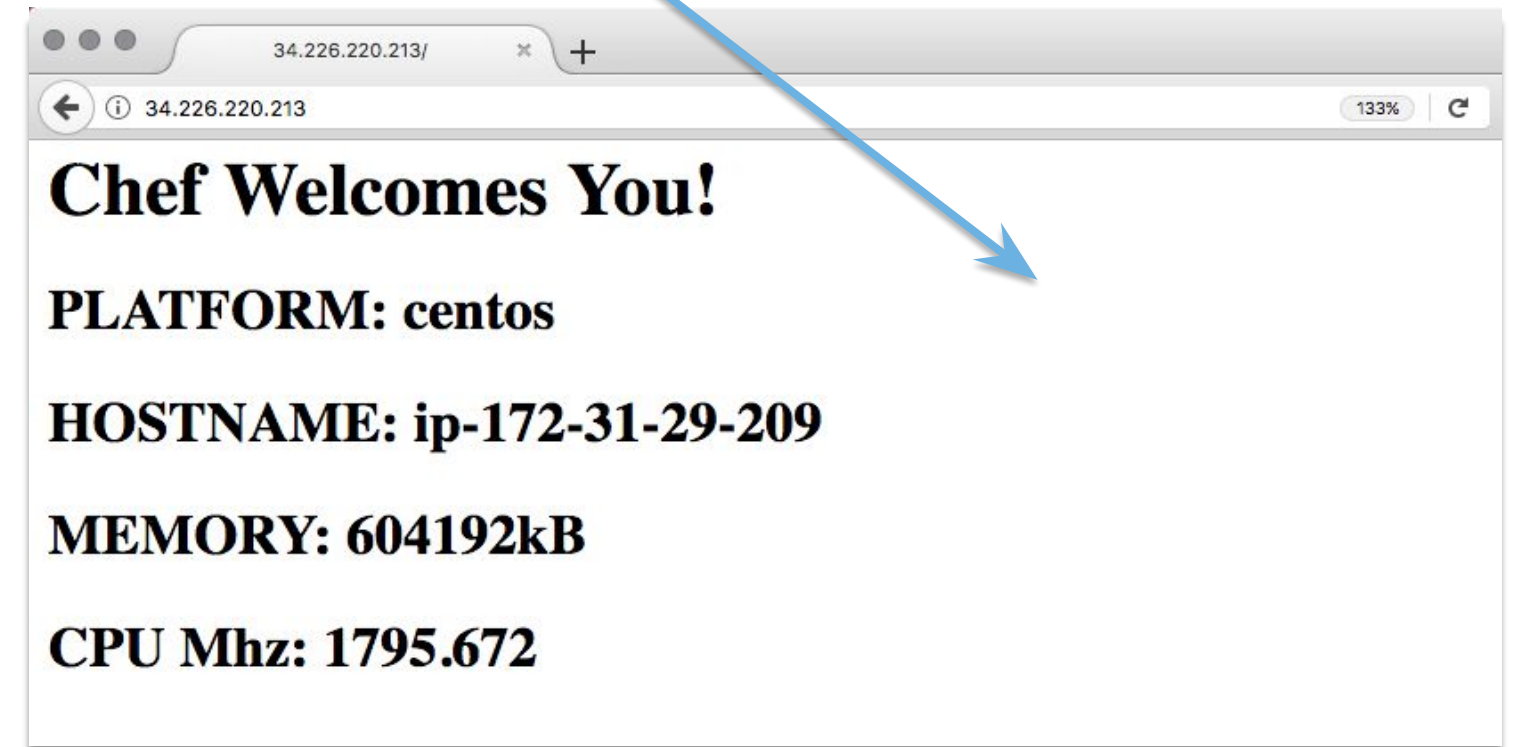 34.226.220.213/
34.226.220.213
133%
Chef Welcomes You!
PLATFORM: centos
HOSTNAME: ip-172-31-29-209
MEMORY: 604192kB
CPU Mhz: 1795.672